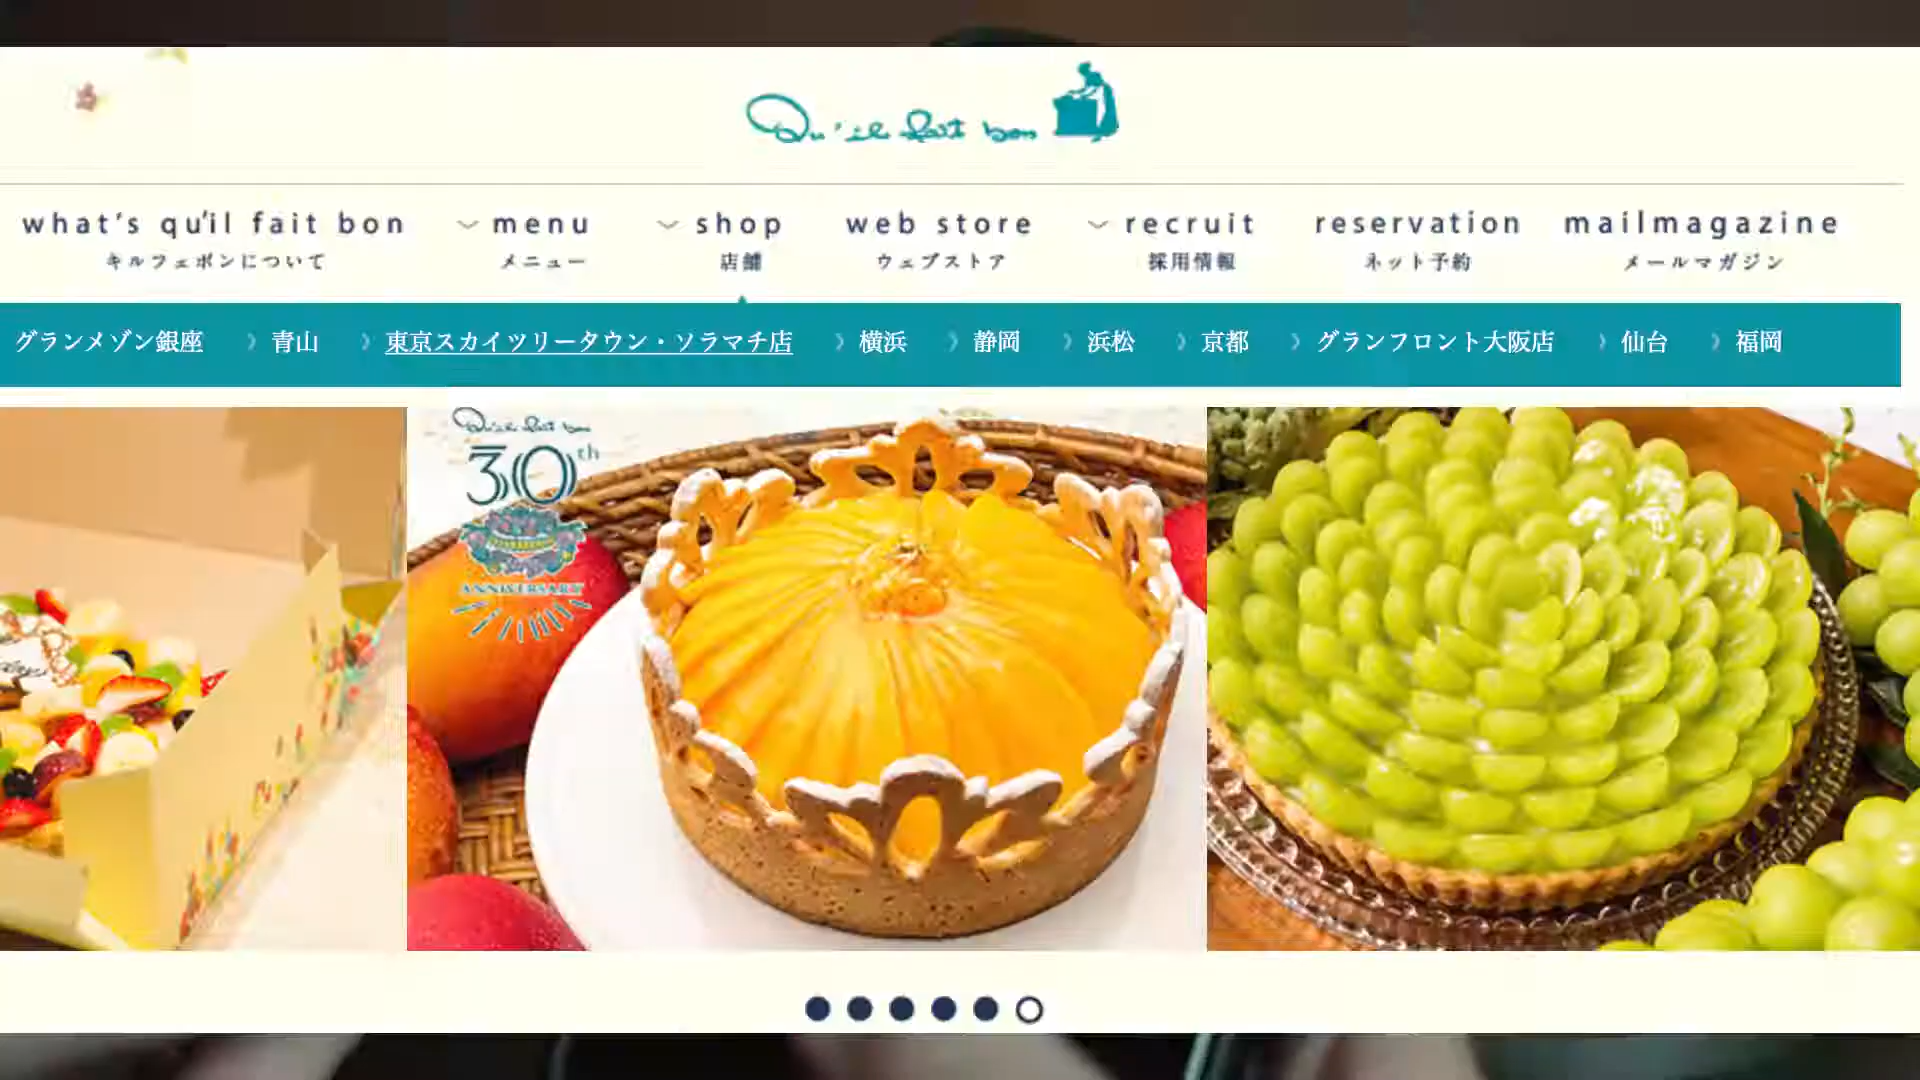 Qu'il fait bon
what's qu'il fait bon
キルフェボンについて
menu
メニュー
shop
店舗
web store
ウェブストア
recruit
採用情報
reservation
ネット予約
mailmagazine
メールマガジン
グランメゾン銀座 》青山 》東京スカイツリータウン・ソラマチ店 》横浜 》静岡 》浜松 》京都 》グランフロント大阪店 》仙台 》福岡
Qu'il fait bon
30th
ANNIVERSARY